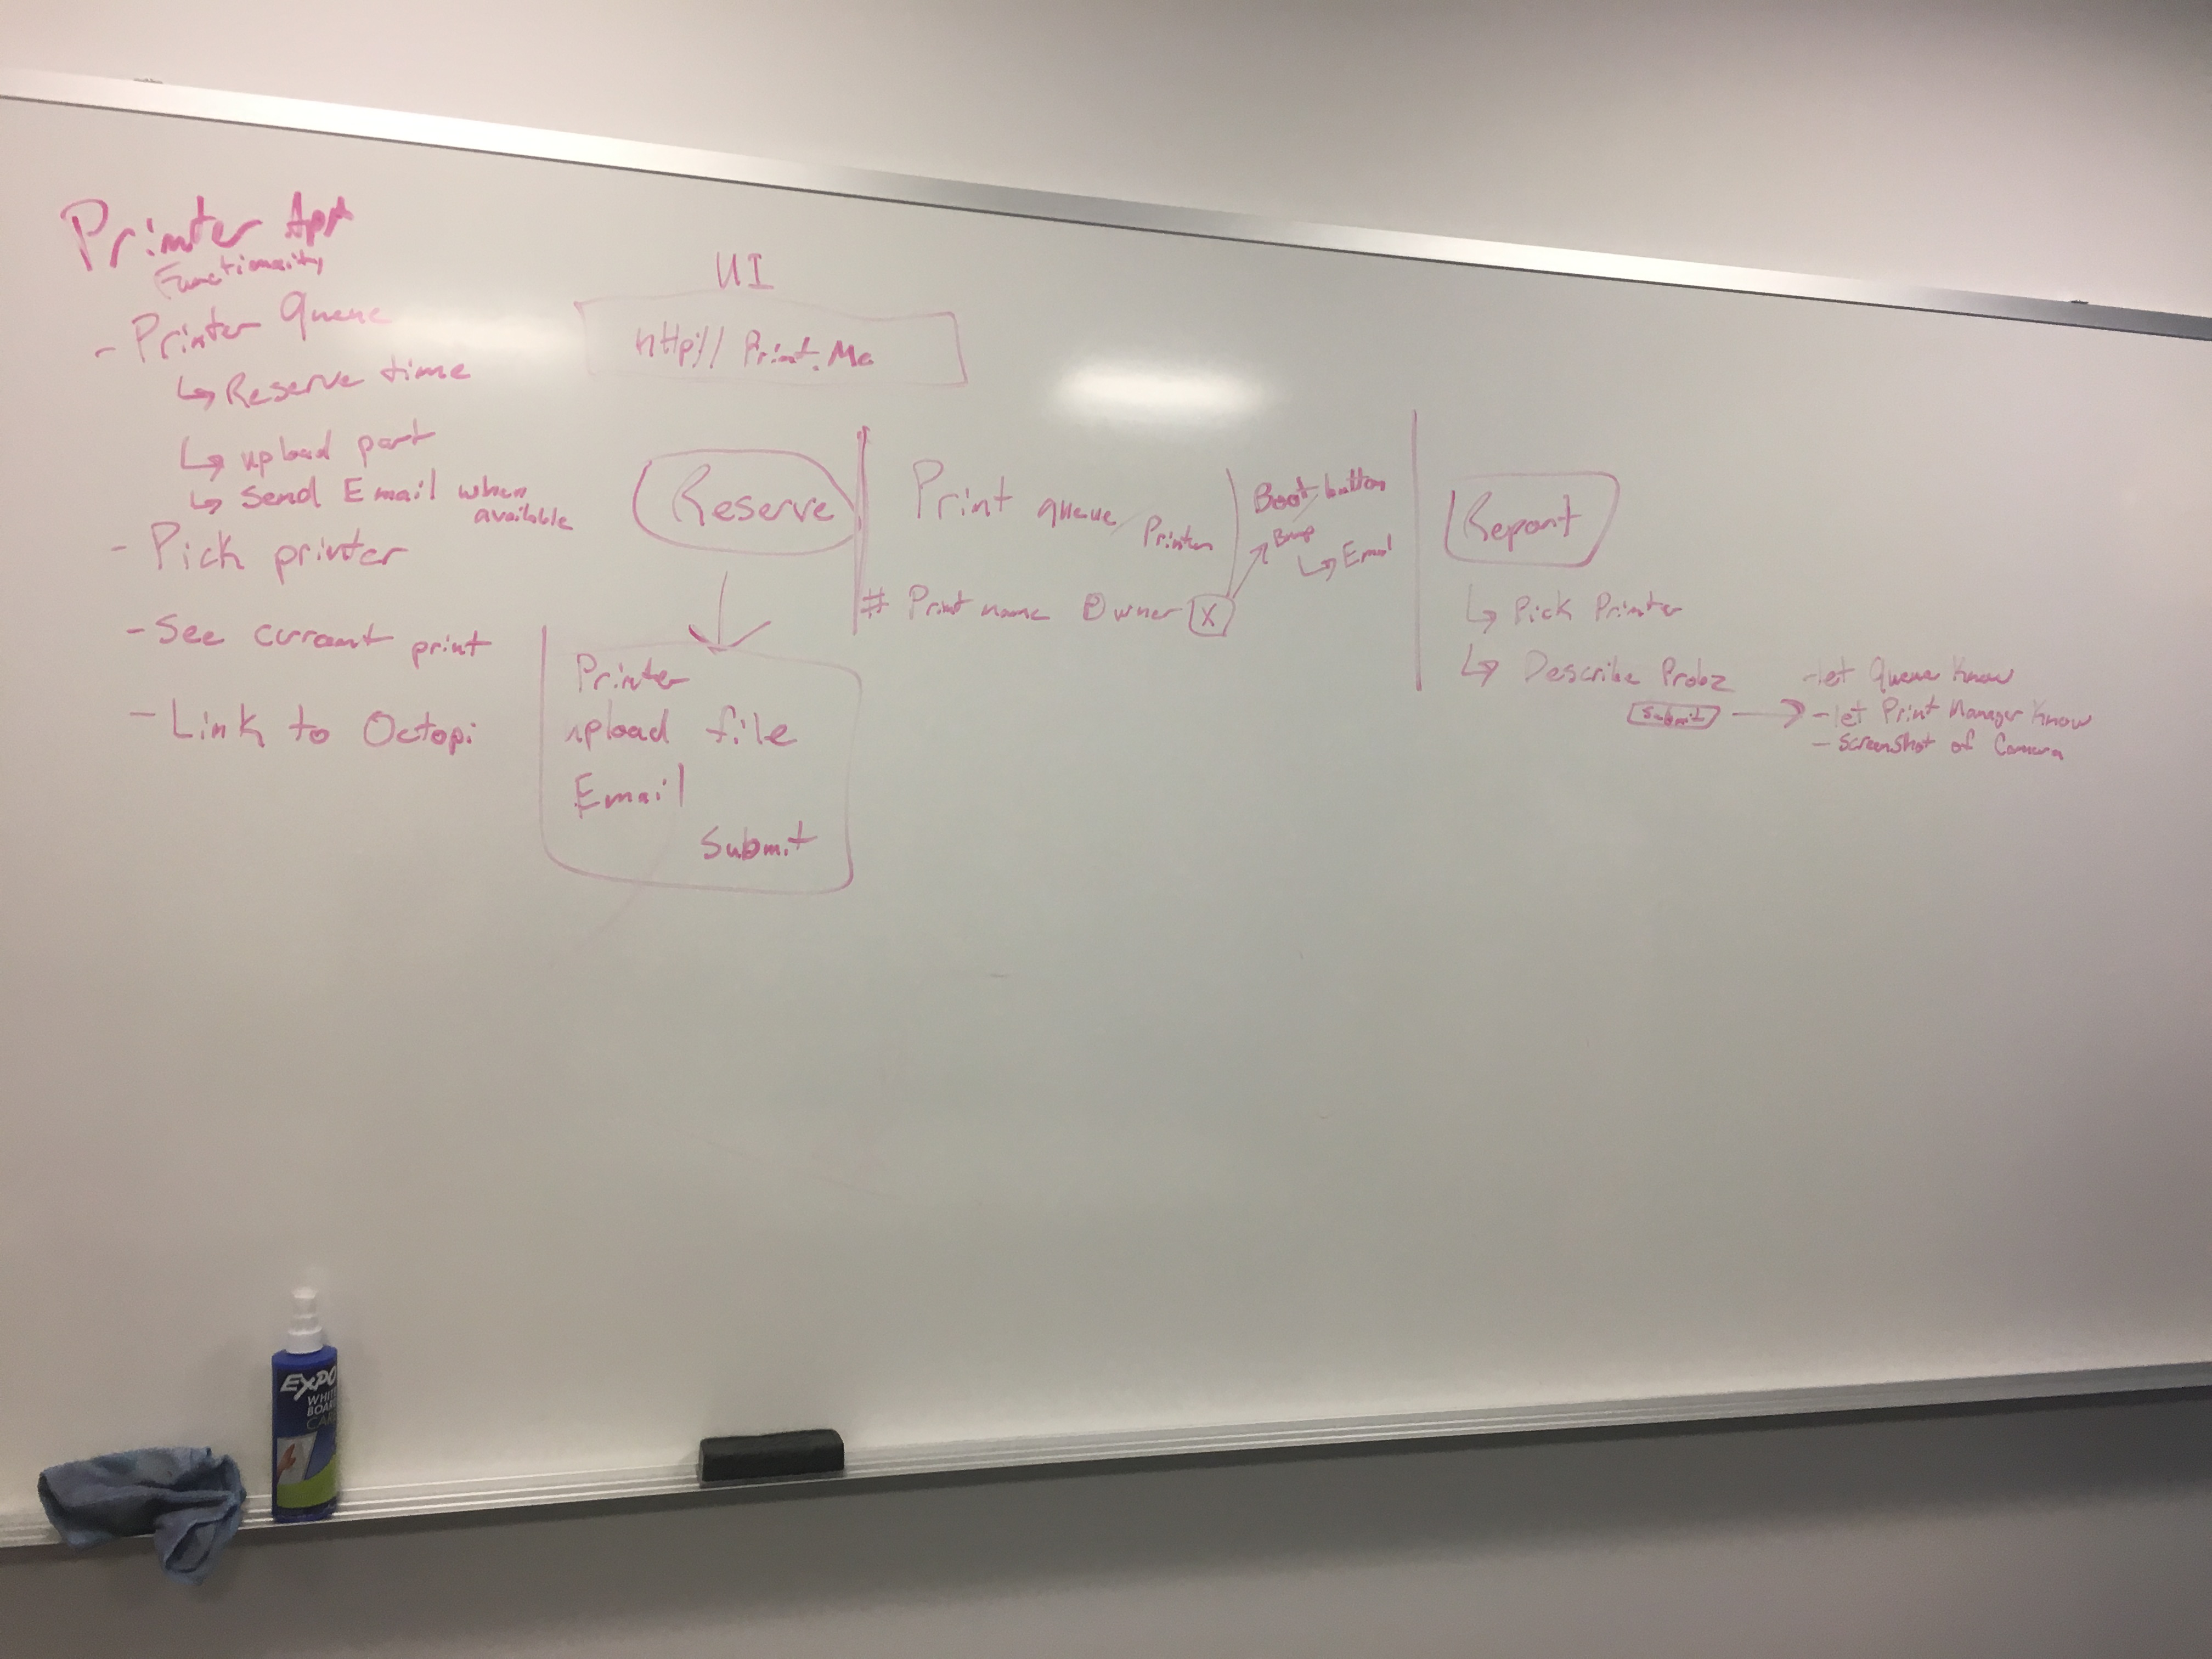 Printer App
Functionality
- Printer Queue
↳ Reserve time
↳ upload part
↳ Send Email when available
- Pick printer
- See current print
- Link to Octopi
UI
http:// Print.Me
Reserve
Printer
upload file
Email
Submit
Print queue / Printer
# Print name Owner X
Boot button
Bump
↳ Email
Report
↳ Pick Printer
↳ Describe Probz
Submit
- let Queue Know
- let Print Manager Know
- Screenshot of Camera
EXPO
WHITE
BOARD
CARE